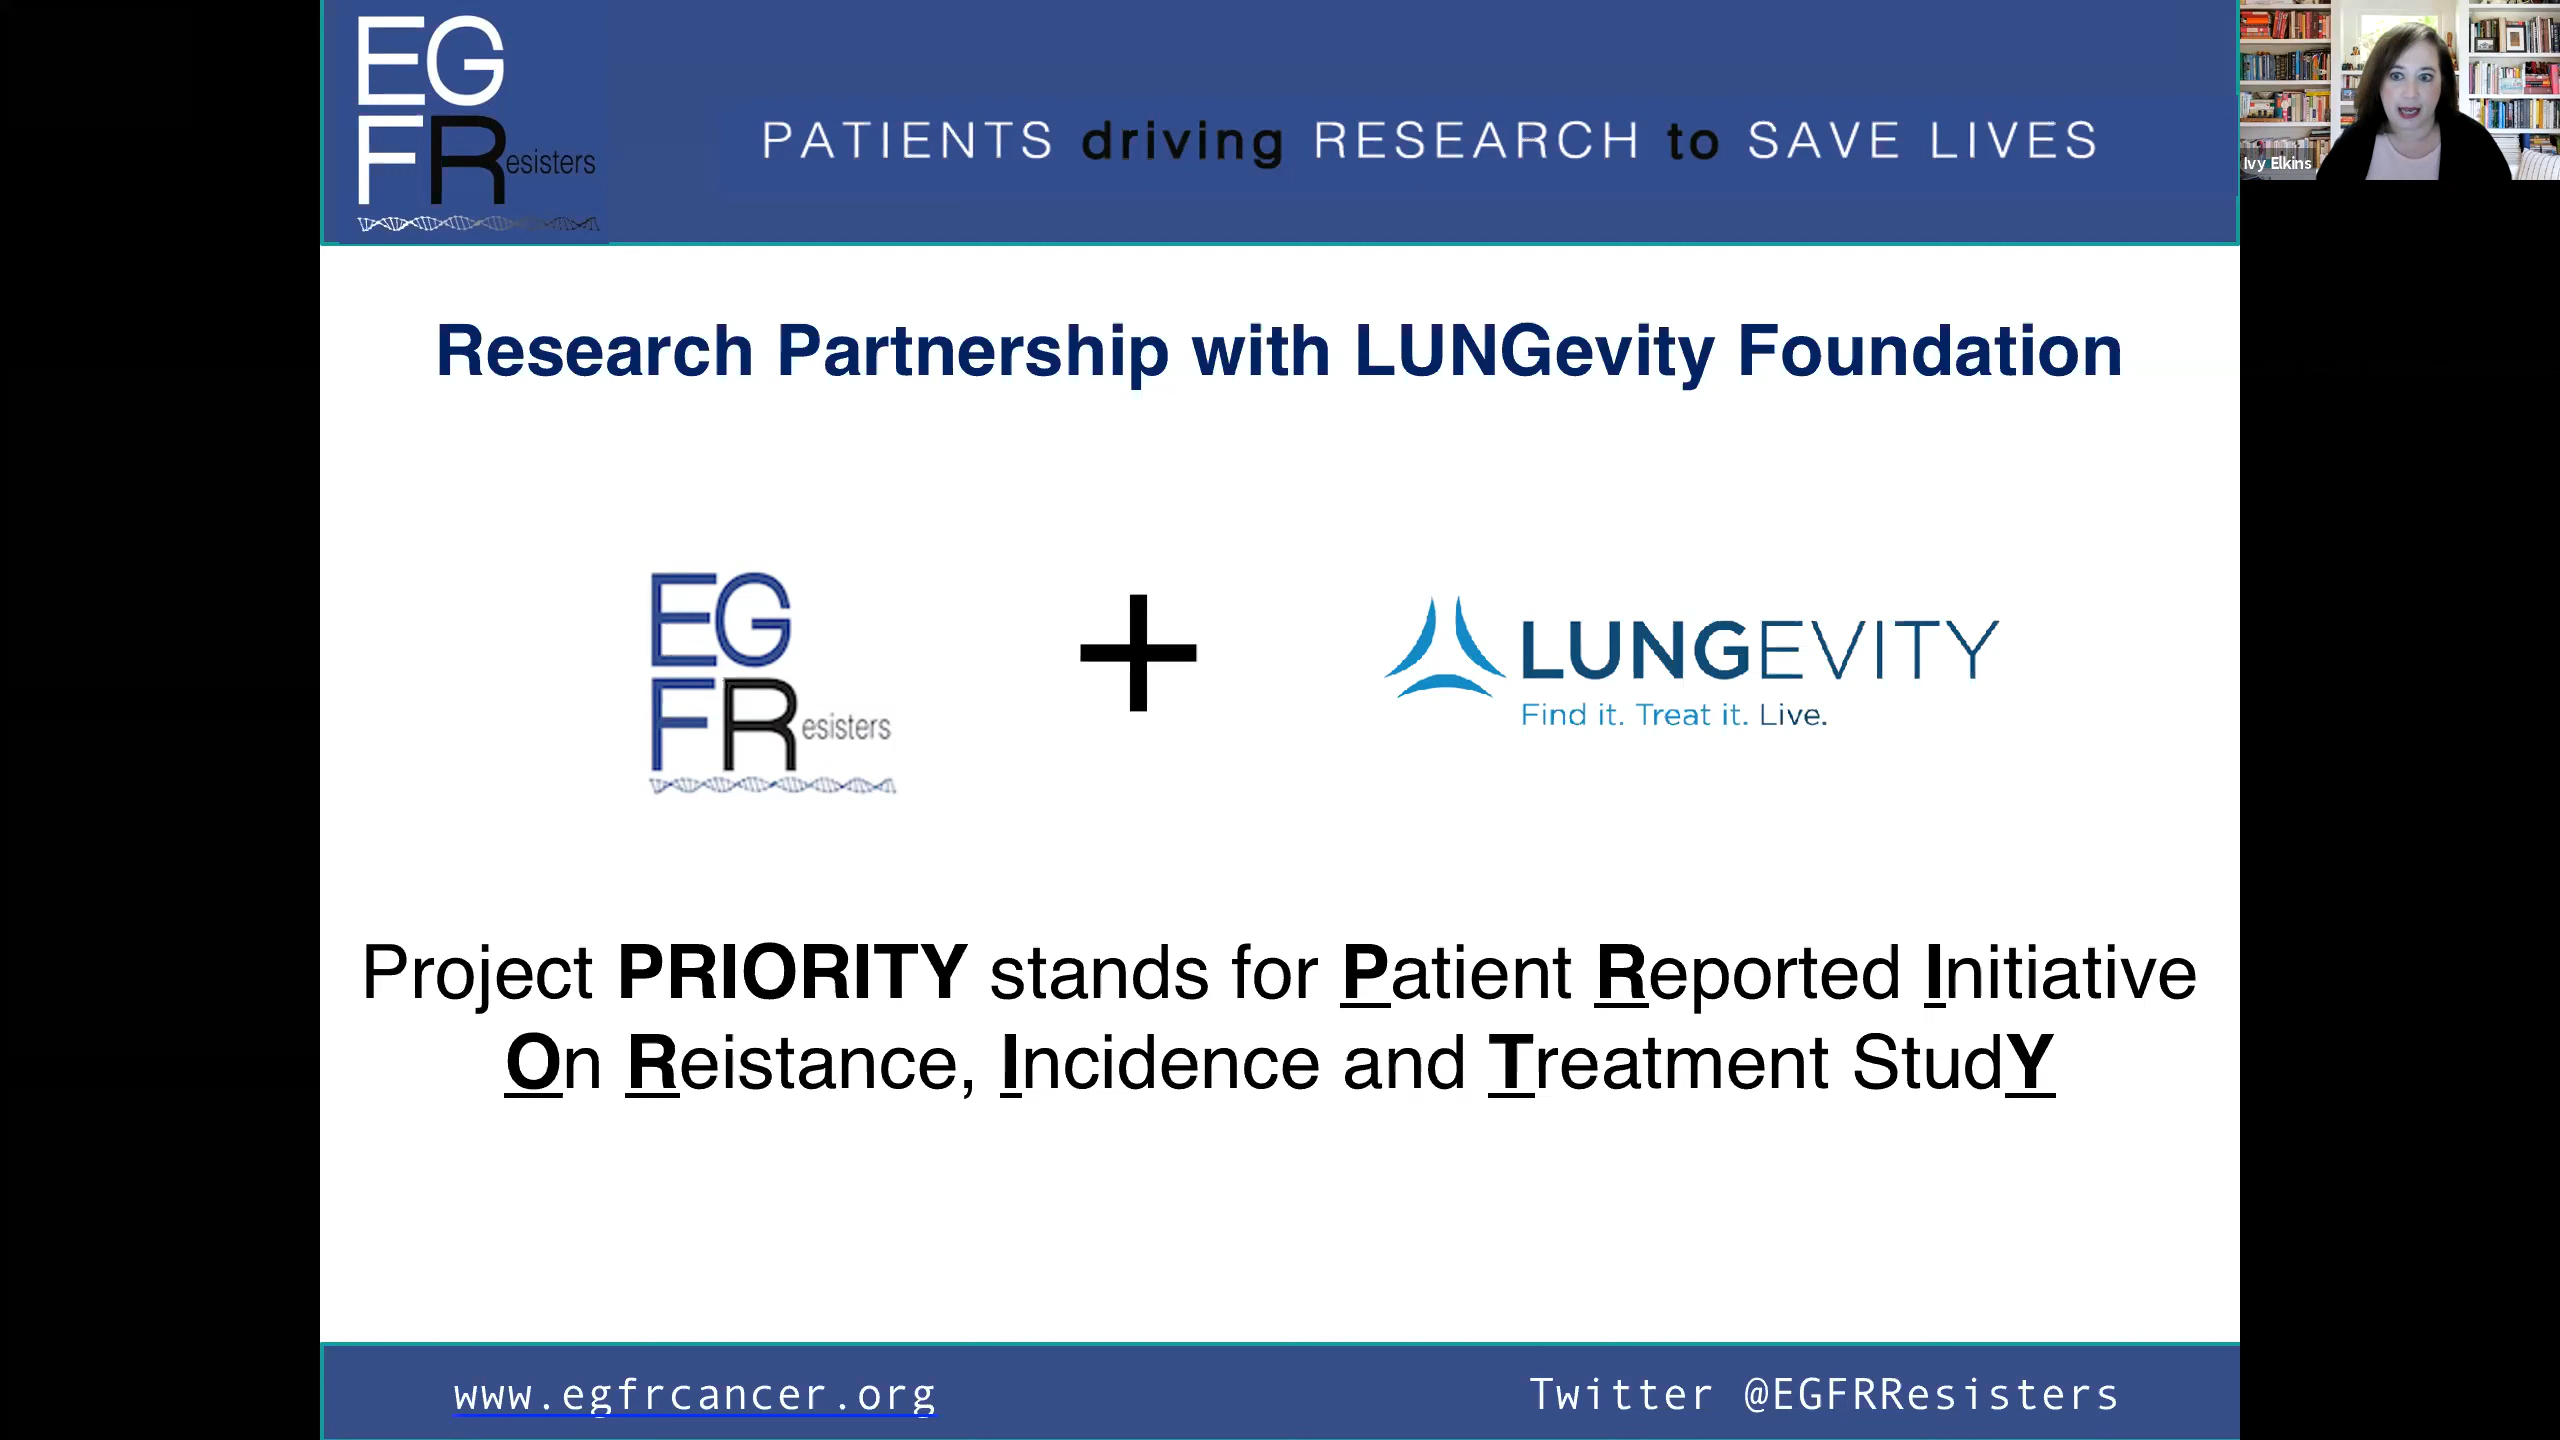 EG
FResisters
PATIENTS driving RESEARCH to SAVE LIVES
Ivy Elkins
Research Partnership with LUNGevity Foundation
EG
FResisters
+
LUNGEVITY
Find it. Treat it. Live.
Project PRIORITY stands for Patient Reported Initiative
On Reistance, Incidence and Treatment StudY
www.egfrcancer.org
Twitter @EGFRResisters